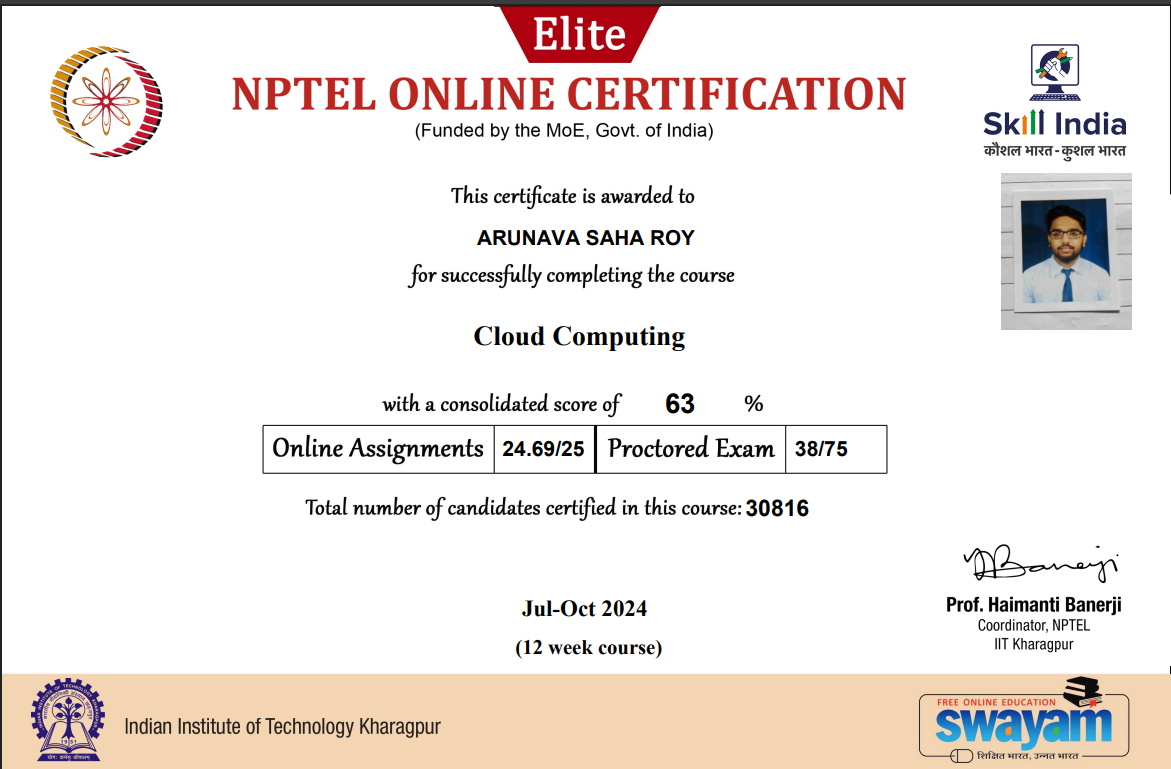 Elite
NPTEL ONLINE CERTIFICATION
(Funded by the MoE, Govt. of India)
Skill India
कौशल भारत - कुशल भारत
This certificate is awarded to
ARUNAVA SAHA ROY
for successfully completing the course
Cloud Computing
with a consolidated score of 63 %
Online Assignments 24.69/25 Proctored Exam 38/75
Total number of candidates certified in this course: 30816
Jul-Oct 2024
(12 week course)
Prof. Haimanti Banerji
Coordinator, NPTEL
IIT Kharagpur
Indian Institute of Technology Kharagpur
FREE ONLINE EDUCATION
swayam
शिक्षित भारत, उन्नत भारत